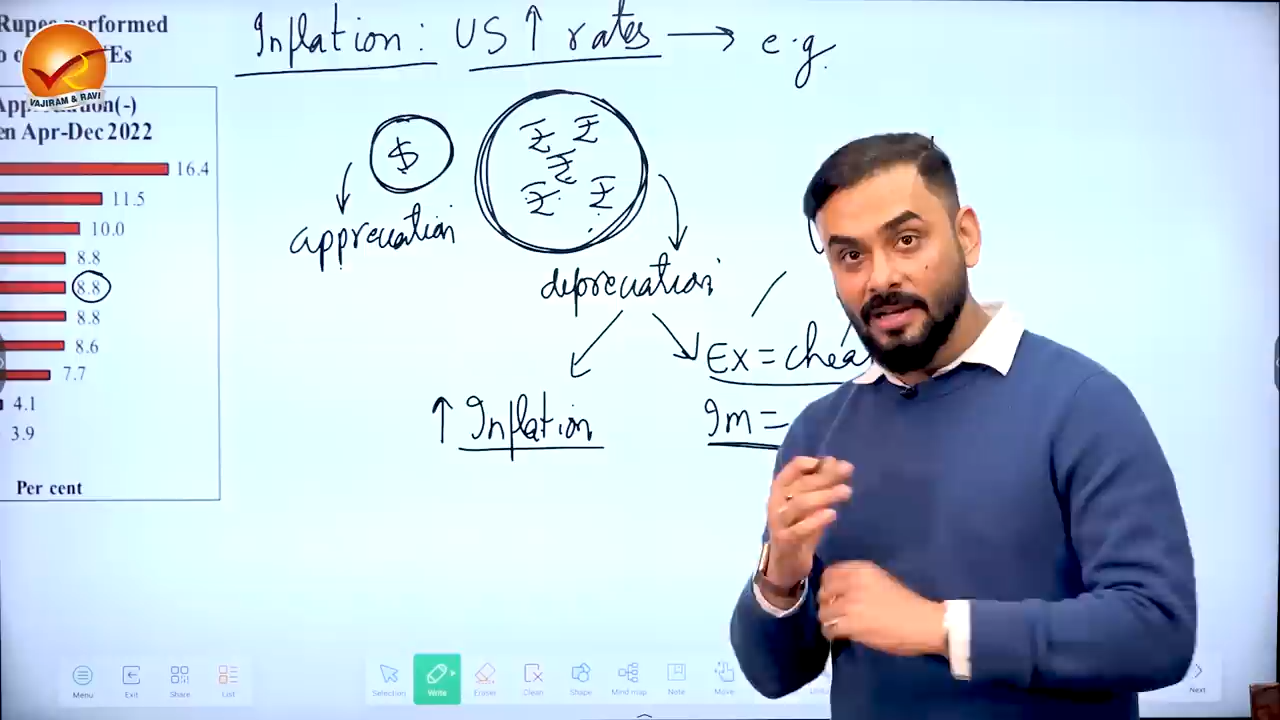 Rupee performed
VAJIRAM & RAVI
en Apr-Dec 2022
16.4
11.5
10.0
8.8
8.8
8.8
8.6
7.7
4.1
3.9
Per cent
Inflation: US ↑ rates → e.g.
$
₹ ₹
₹
₹ ₹
appreciation
depreciation
Ex = chea
↑ Inflation
Im =
Menu
Exit
Share
List
Selection
Write
Eraser
Clean
Shape
Mind map
Note
Move
Next